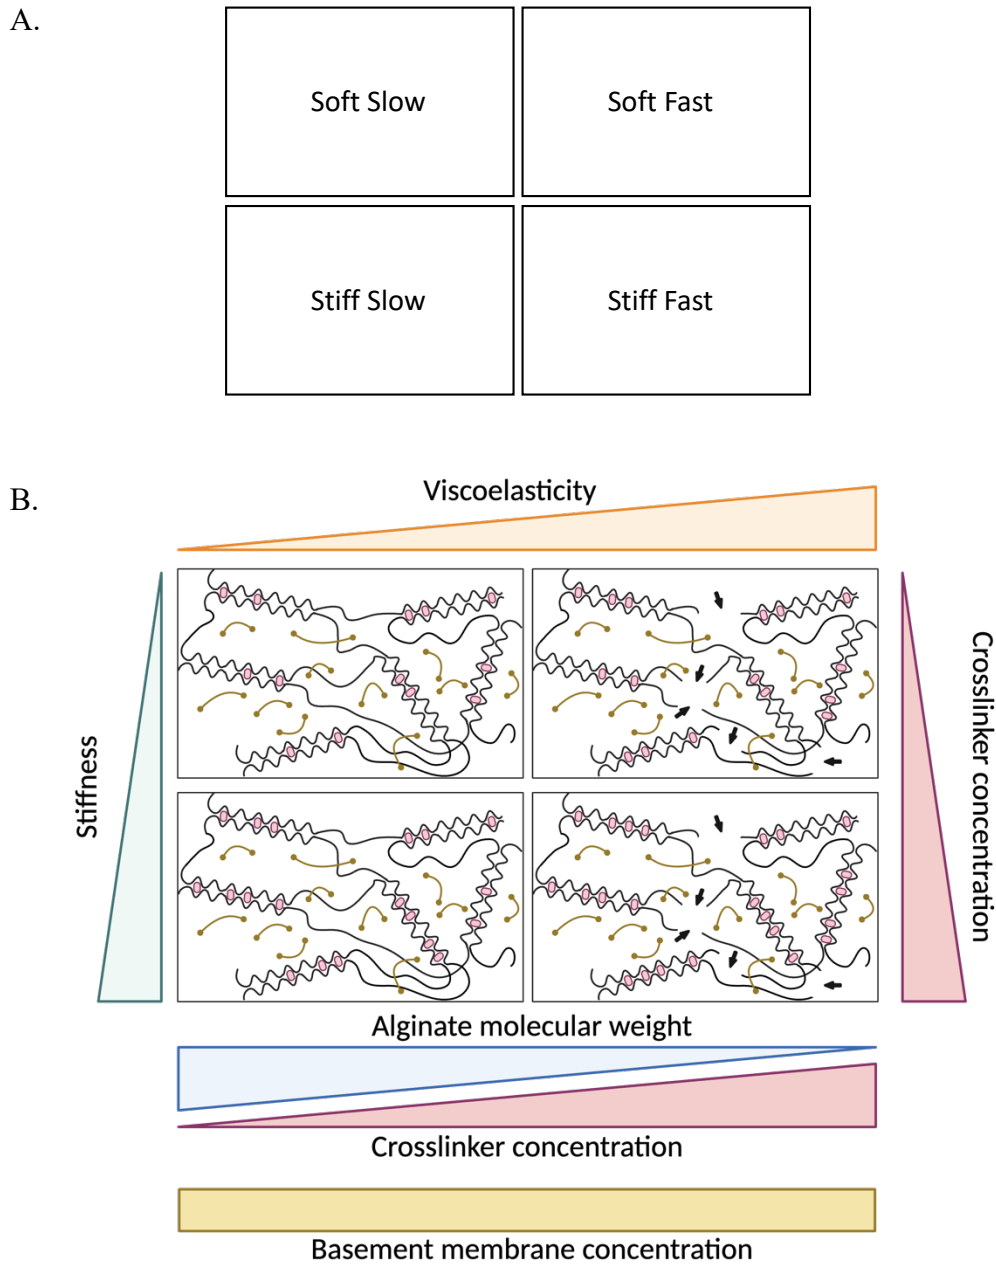 A.
Soft Slow
Soft Fast
Stiff Slow
Stiff Fast
B.
Viscoelasticity
Stiffness
Crosslinker concentration
Alginate molecular weight
Crosslinker concentration
Basement membrane concentration